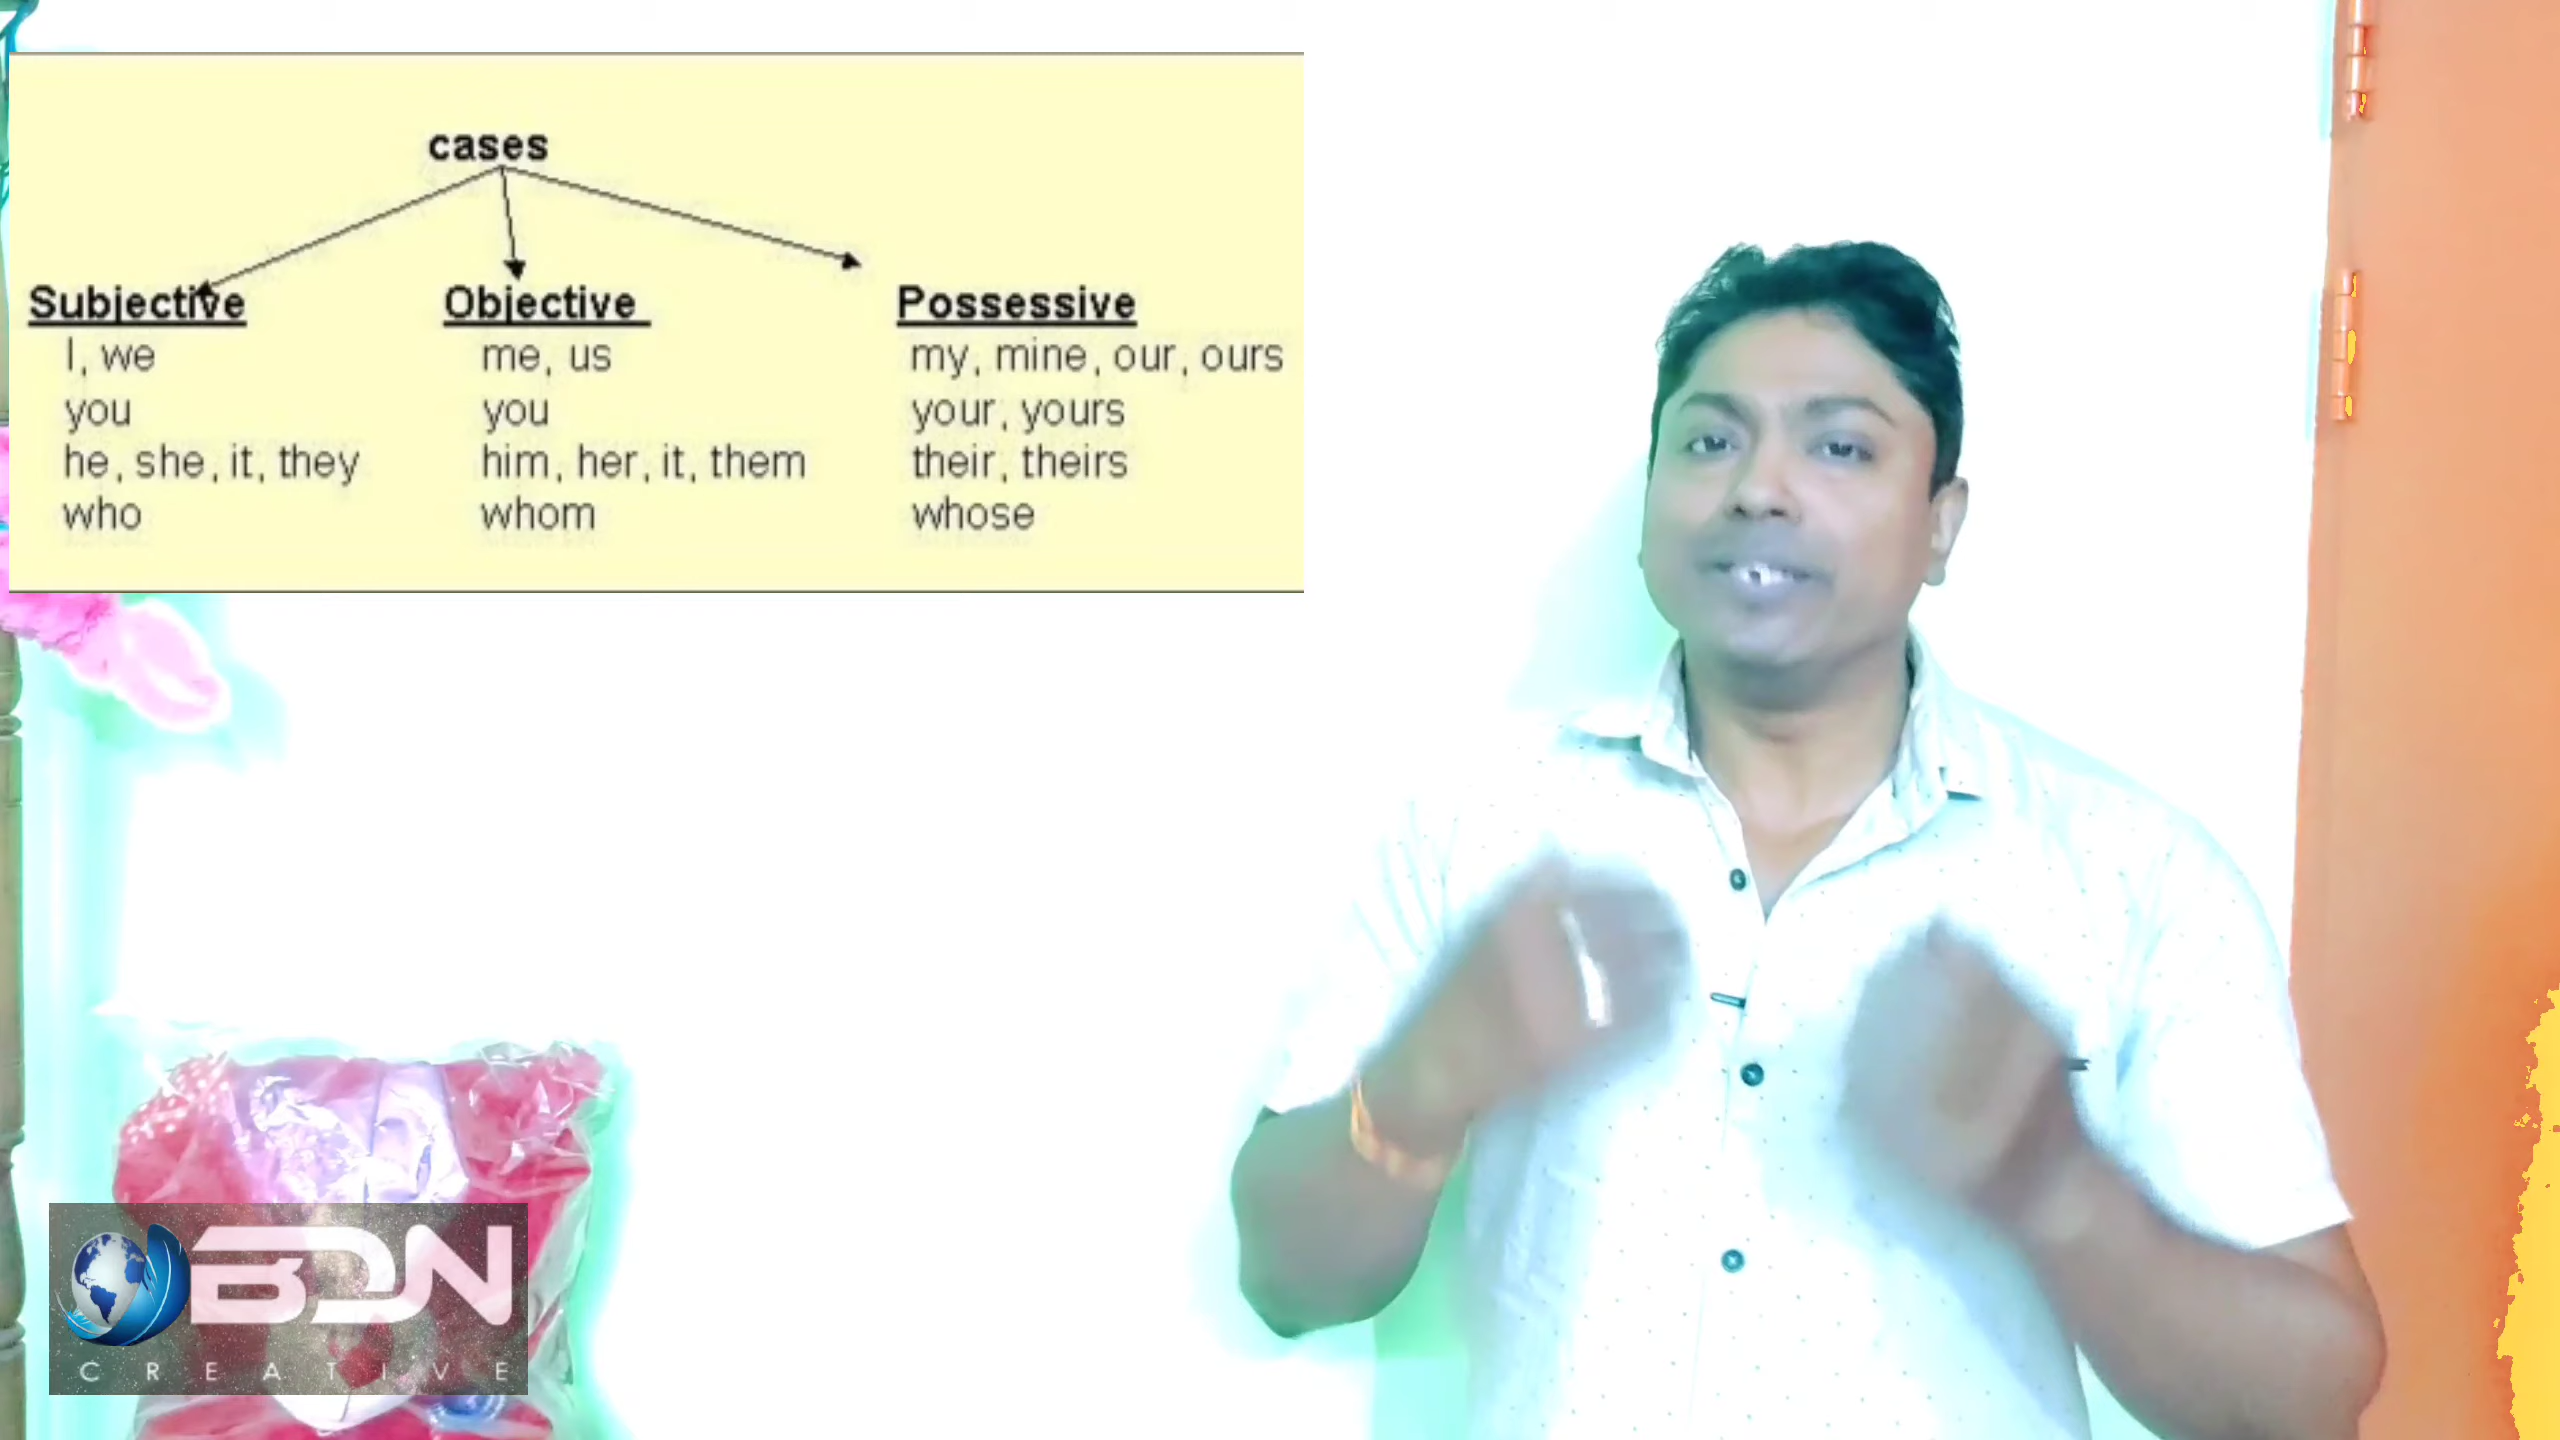 cases
Subjective Objective Possessive
I, we me, us my, mine, our, ours
you you your, yours
he, she, it, they him, her, it, them their, theirs
who whom whose
BDN
CREATIVE